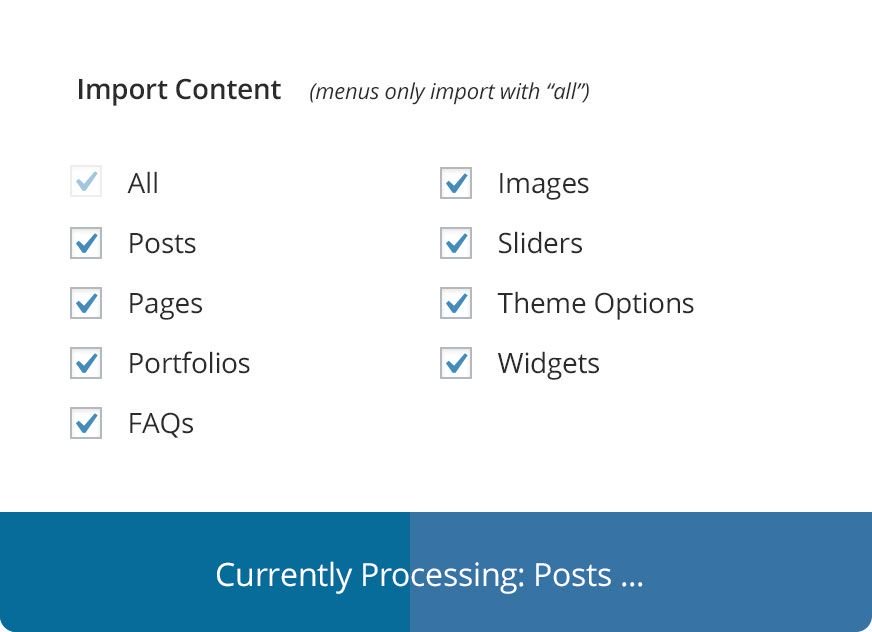 Import Content (menus only import with “all”)
All
Posts
Pages
Portfolios
FAQs
Images
Sliders
Theme Options
Widgets
Currently Processing: Posts ...